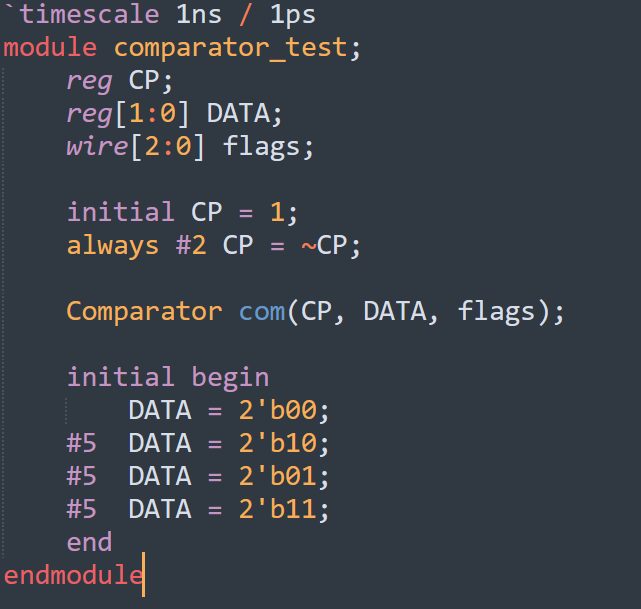 `timescale 1ns / 1ps
module comparator_test;
    reg CP;
    reg[1:0] DATA;
    wire[2:0] flags;

    initial CP = 1;
    always #2 CP = ~CP;

    Comparator com(CP, DATA, flags);

    initial begin
        DATA = 2'b00;
    #5  DATA = 2'b10;
    #5  DATA = 2'b01;
    #5  DATA = 2'b11;
    end
endmodule